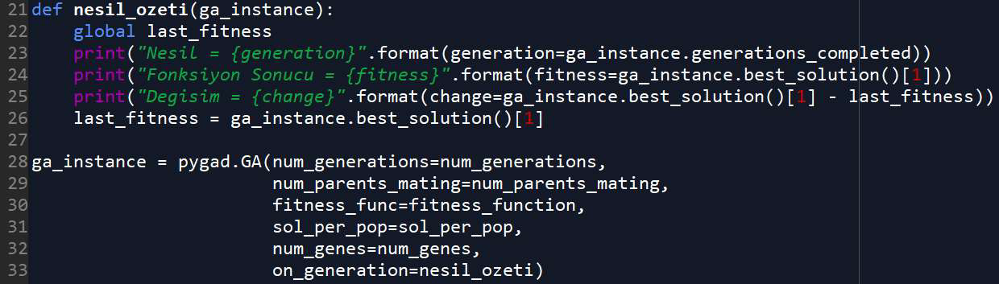 21 def nesil_ozeti(ga_instance):
22     global last_fitness
23     print("Nesil = {generation}".format(generation=ga_instance.generations_completed))
24     print("Fonksiyon Sonucu = {fitness}".format(fitness=ga_instance.best_solution()[1]))
25     print("Degisim = {change}".format(change=ga_instance.best_solution()[1] - last_fitness))
26     last_fitness = ga_instance.best_solution()[1]
27
28 ga_instance = pygad.GA(num_generations=num_generations,
29                        num_parents_mating=num_parents_mating,
30                        fitness_func=fitness_function,
31                        sol_per_pop=sol_per_pop,
32                        num_genes=num_genes,
33                        on_generation=nesil_ozeti)